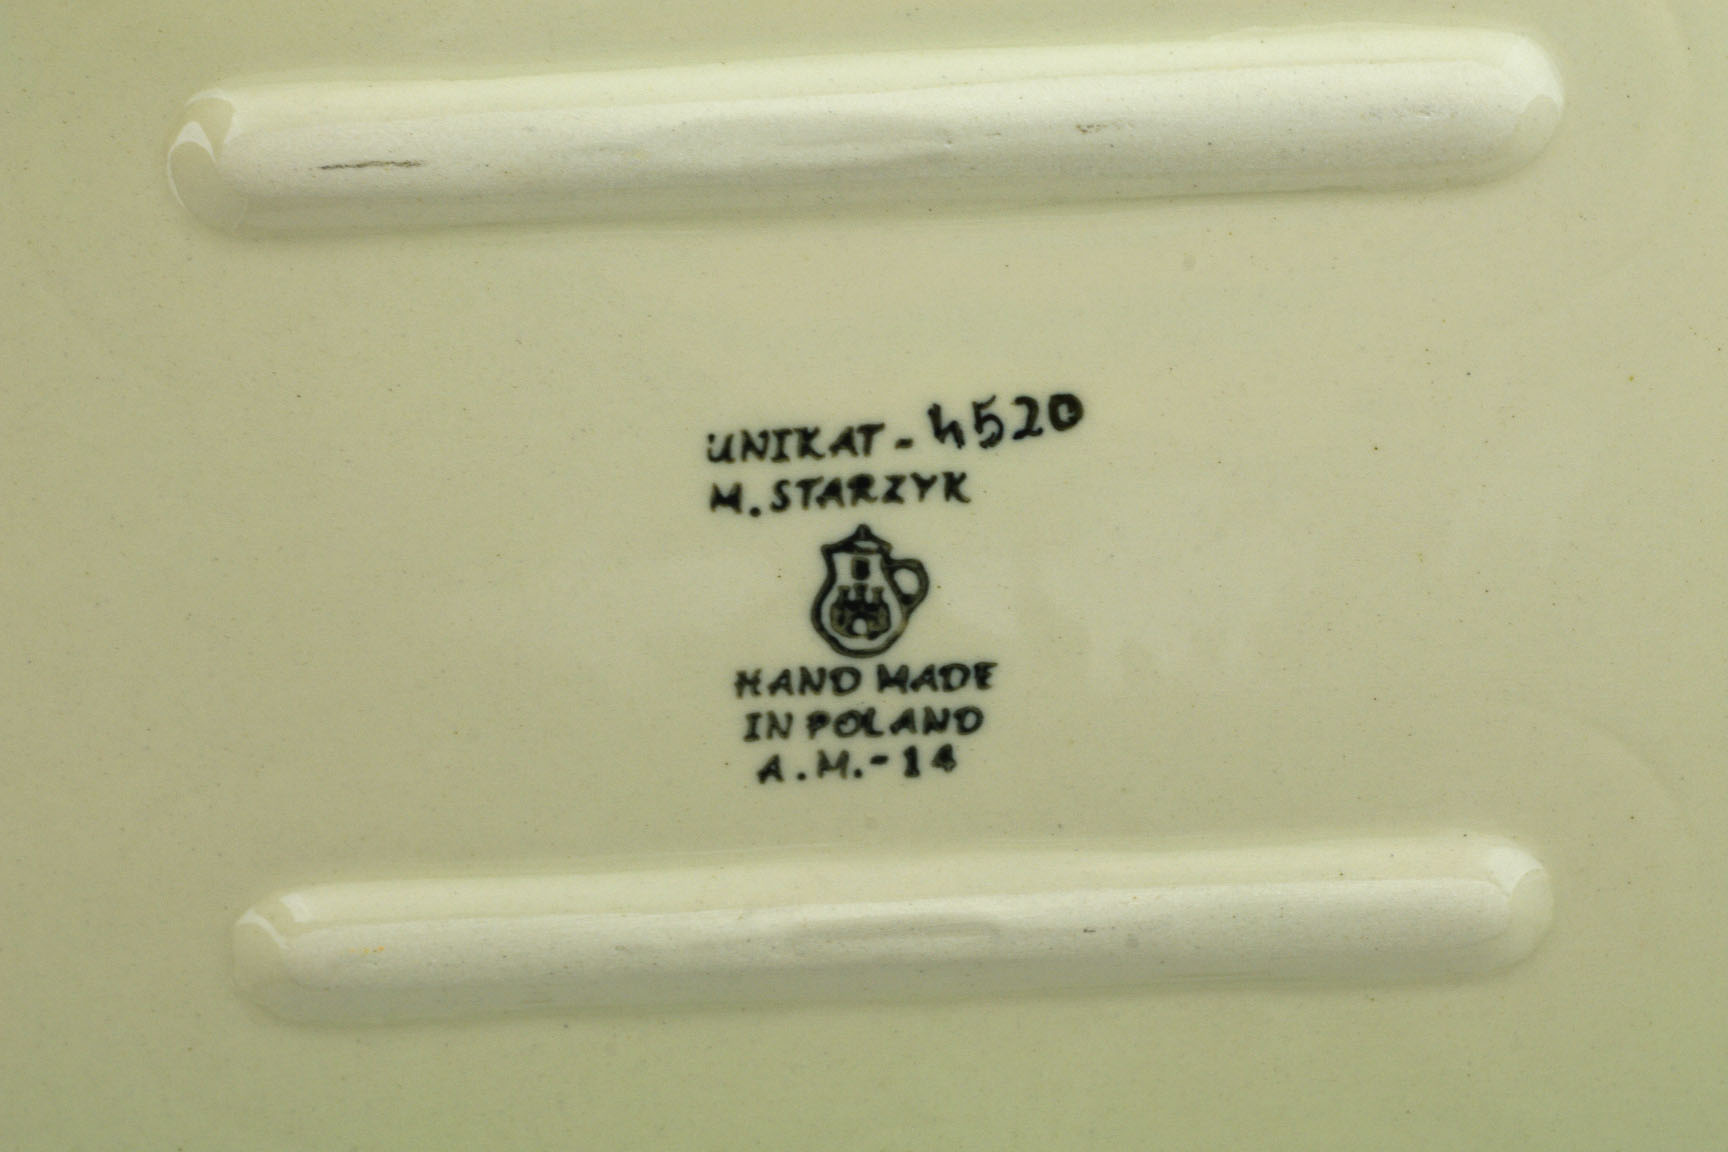 UNIKAT - 4520
M. STARZYK
B
HAND MADE
IN POLAND
A.M.-14